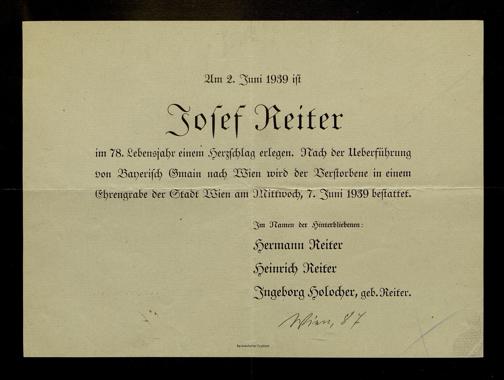 Am 2. Juni 1939 ist
Josef Reiter
im 78. Lebensjahr einem Herzschlag erlegen. Nach der Ueberführung
von Bayerisch Gmain nach Wien wird der Verstorbene in einem
Ehrengrabe der Stadt Wien am Mittwoch, 7. Juni 1939 bestattet.
Im Namen der Hinterbliebenen:
Hermann Reiter
Heinrich Reiter
Ingeborg Holocher, geb. Reiter.
Wien, 87